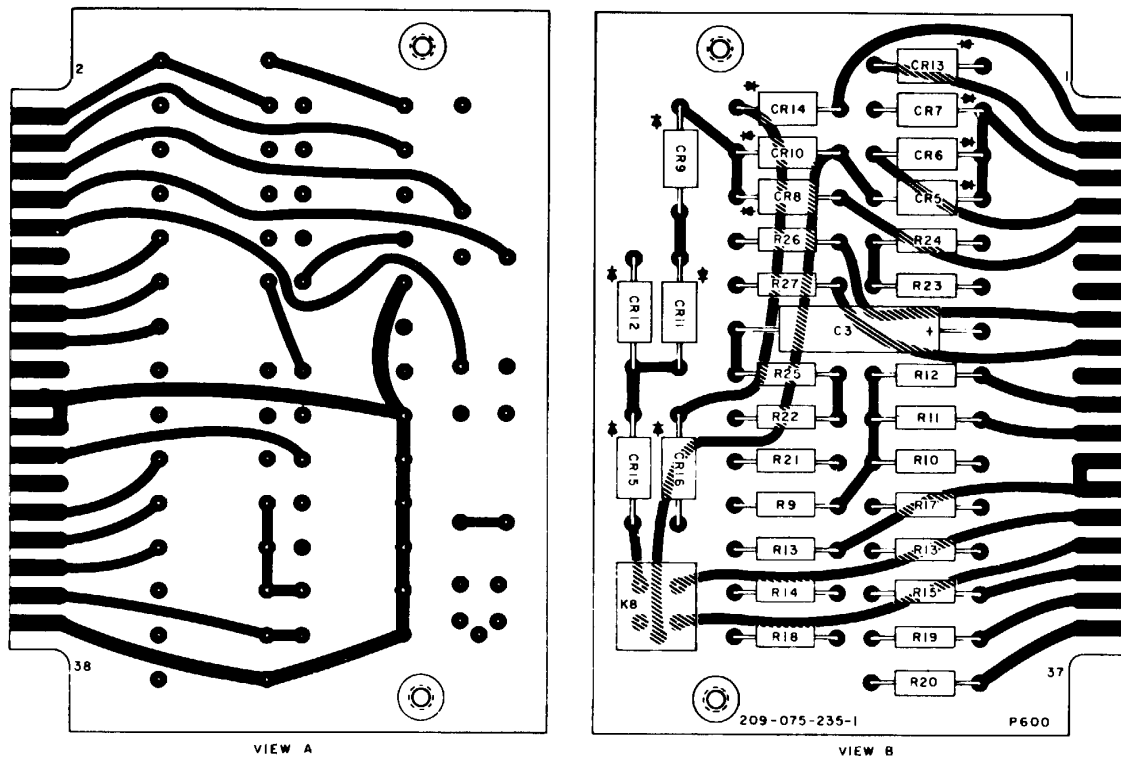 2
38
VIEW A
1
CR13
CR14
CR7
CR9
CR10
CR6
CR8
CR5
R26
R24
R27
R23
CR12
CR11
C3
+
R25
R12
R22
R11
CR15
CR16
R21
R10
R9
R17
R13
R13
K8
R14
R15
R18
R19
37
R20
209-075-235-1
P600
VIEW B